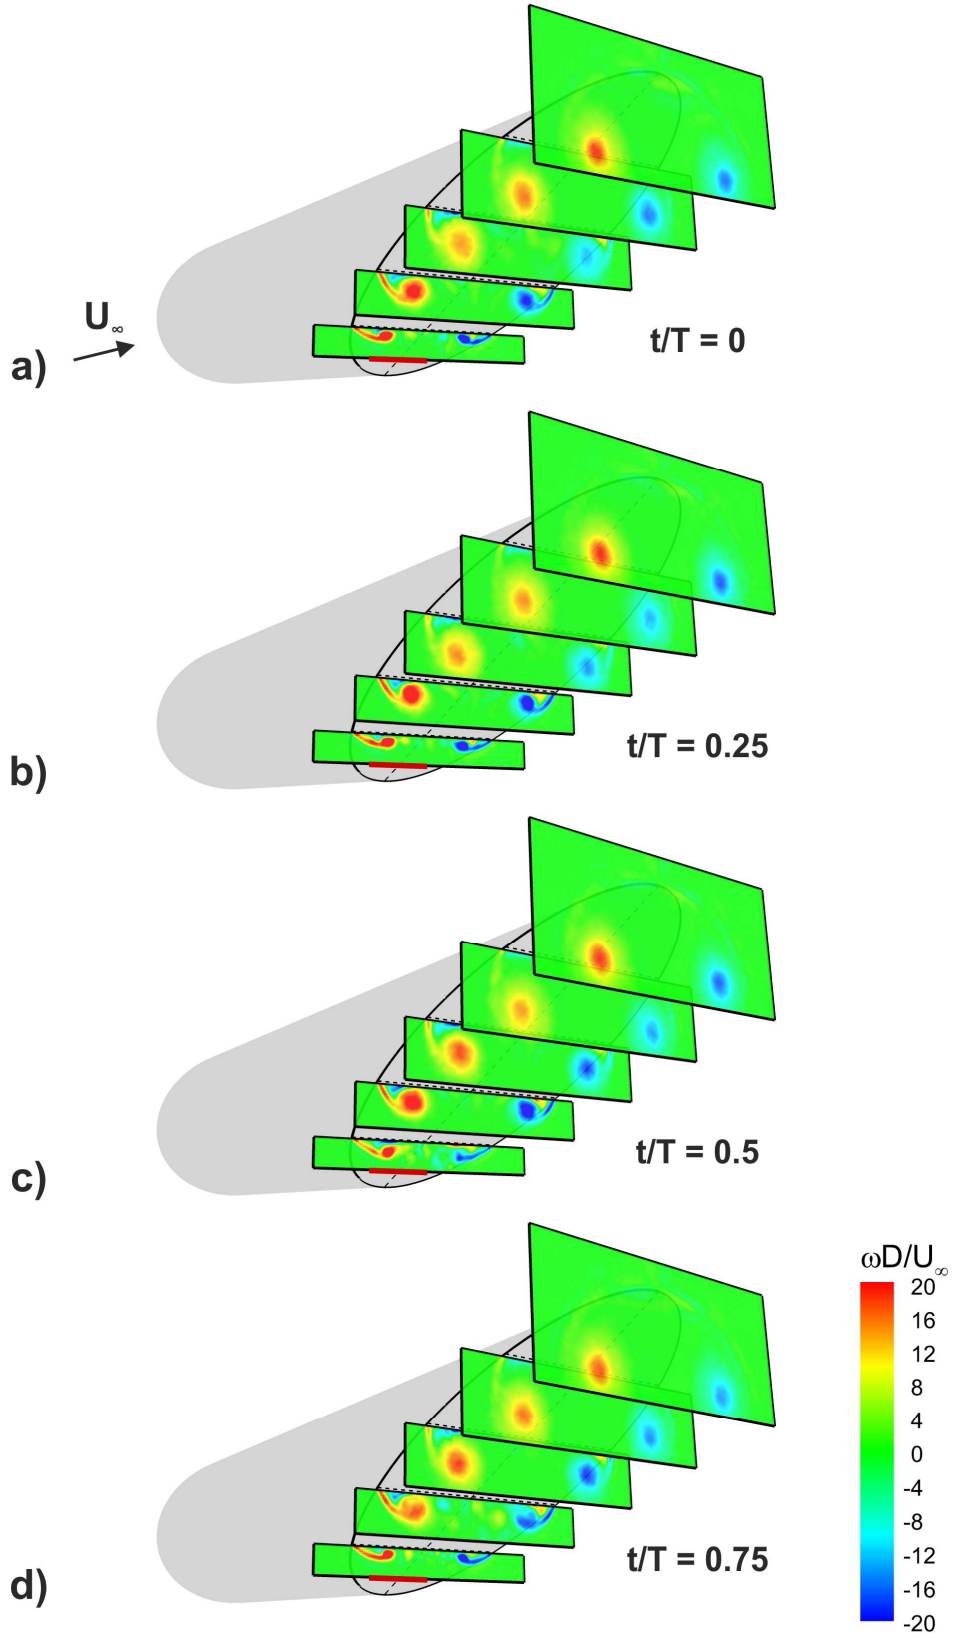 U∞
a)
t/T = 0
b)
t/T = 0.25
c)
t/T = 0.5
d)
t/T = 0.75
ωD/U∞
20
16
12
8
4
0
-4
-8
-12
-16
-20